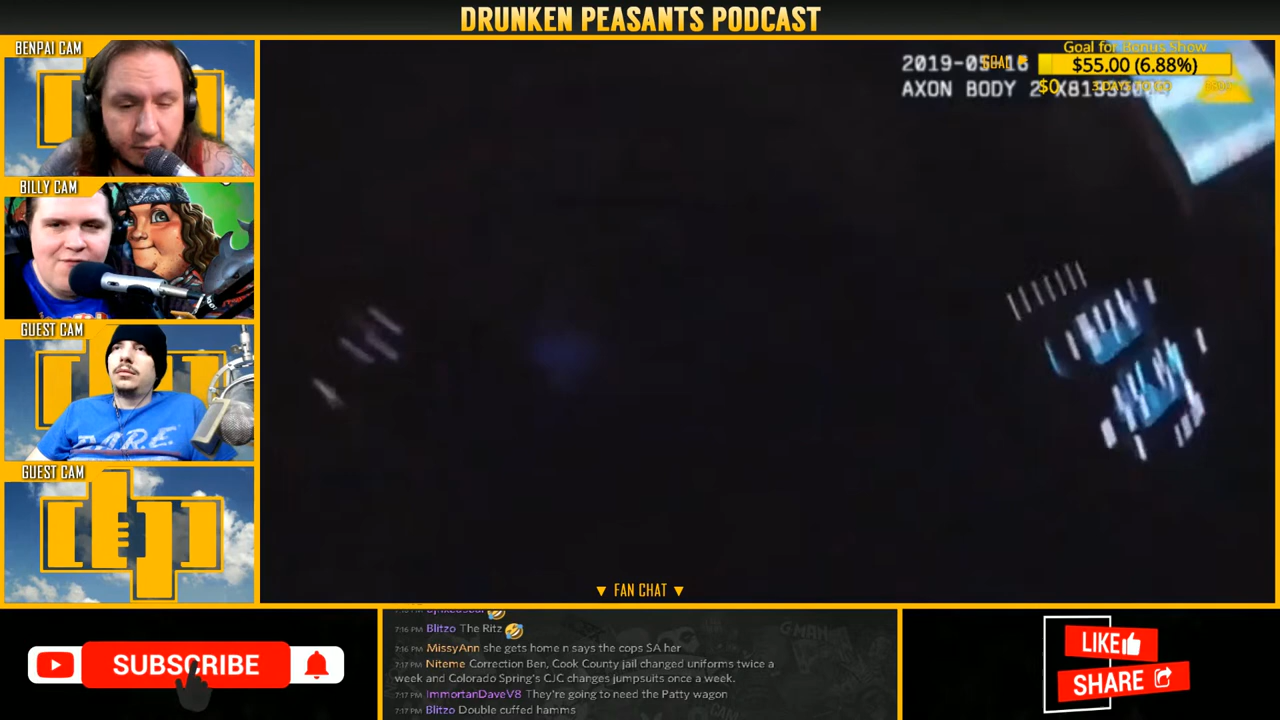 DRUNKEN PEASANTS PODCAST
BENPAI CAM
BILLY CAM
GUEST CAM
D.A.R.E.
GUEST CAM
Goal for Bonus Show
$55.00 (6.88%)
$0
2019-05-16
AXON BODY 2
▼ FAN CHAT ▼
7:16 PM Blitzo The Ritz 🤣
7:16 PM MissyAnn she gets home n says the cops SA her
7:17 PM Niteme Correction Ben, Cook County jail changed uniforms twice a
week and Colorado Spring's CJC changes jumpsuits once a week.
7:17 PM ImmortanDaveV8 They're going to need the Patty wagon
7:17 PM Blitzo Double cuffed hamms
SUBSCRIBE
LIKE
SHARE